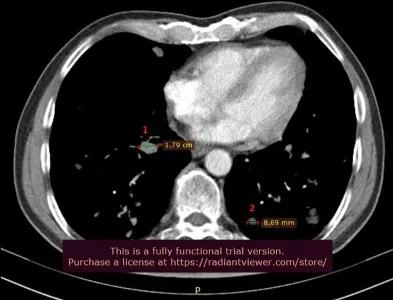 1
1.79 cm
2
8.69 mm
This is a fully functional trial version.
Purchase a license at https://radiantviewer.com/store/
P